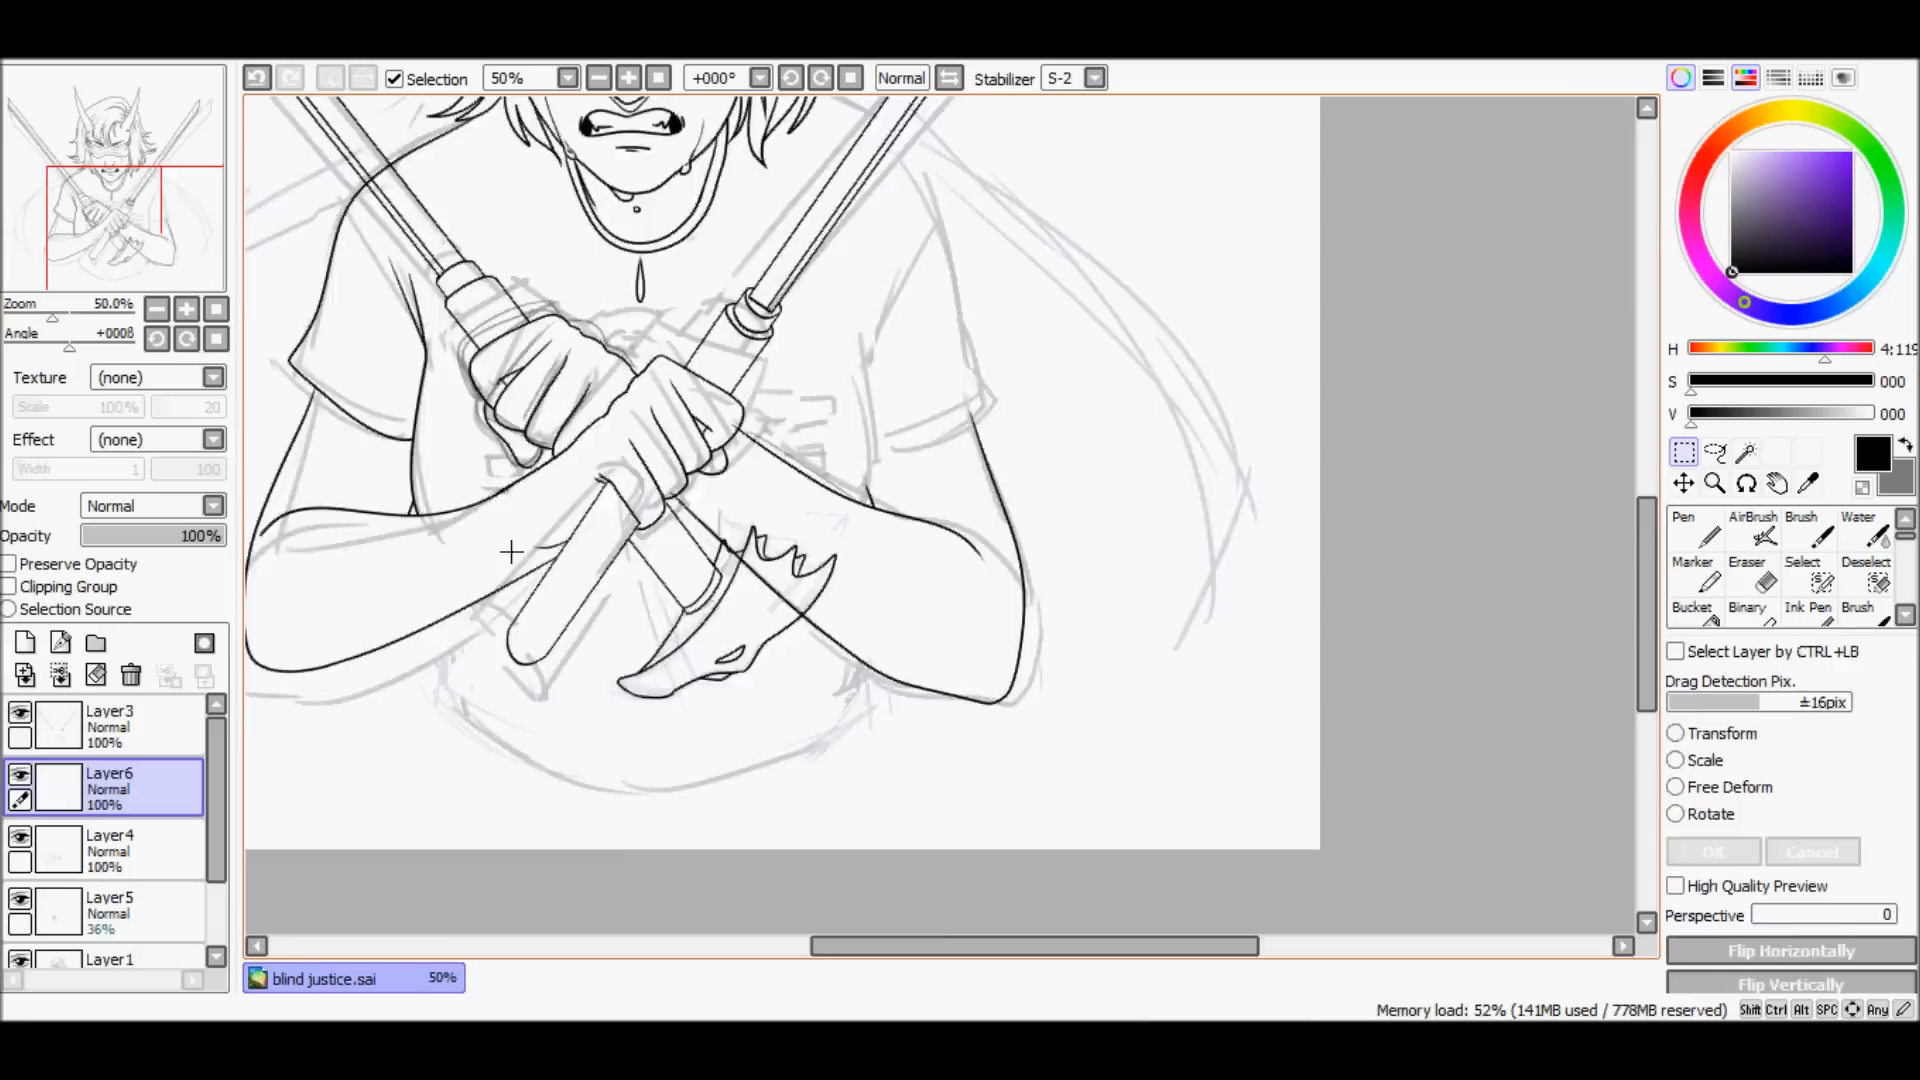 Selection
50%
+000°
Normal
Stabilizer
S-2
Zoom
50.0%
Angle
+0008
Texture
(none)
Scale
100%
20
Effect
(none)
Width
1
100
Mode
Normal
Opacity
100%
Preserve Opacity
Clipping Group
Selection Source
Layer3
Normal
100%
Layer6
Normal
100%
Layer4
Normal
100%
Layer5
Normal
36%
Layer1
blind justice.sai
50%
H
4:119
S
000
V
000
Pen
AirBrush
Brush
Water
Marker
Eraser
Select
Deselect
Bucket
Binary
Ink Pen
Brush
Select Layer by CTRL+LB
Drag Detection Pix.
±16pix
Transform
Scale
Free Deform
Rotate
OK
Cancel
High Quality Preview
Perspective
0
Flip Horizontally
Flip Vertically
Memory load: 52% (141MB used / 778MB reserved)
Shift
Ctrl
Alt
SPC
Any